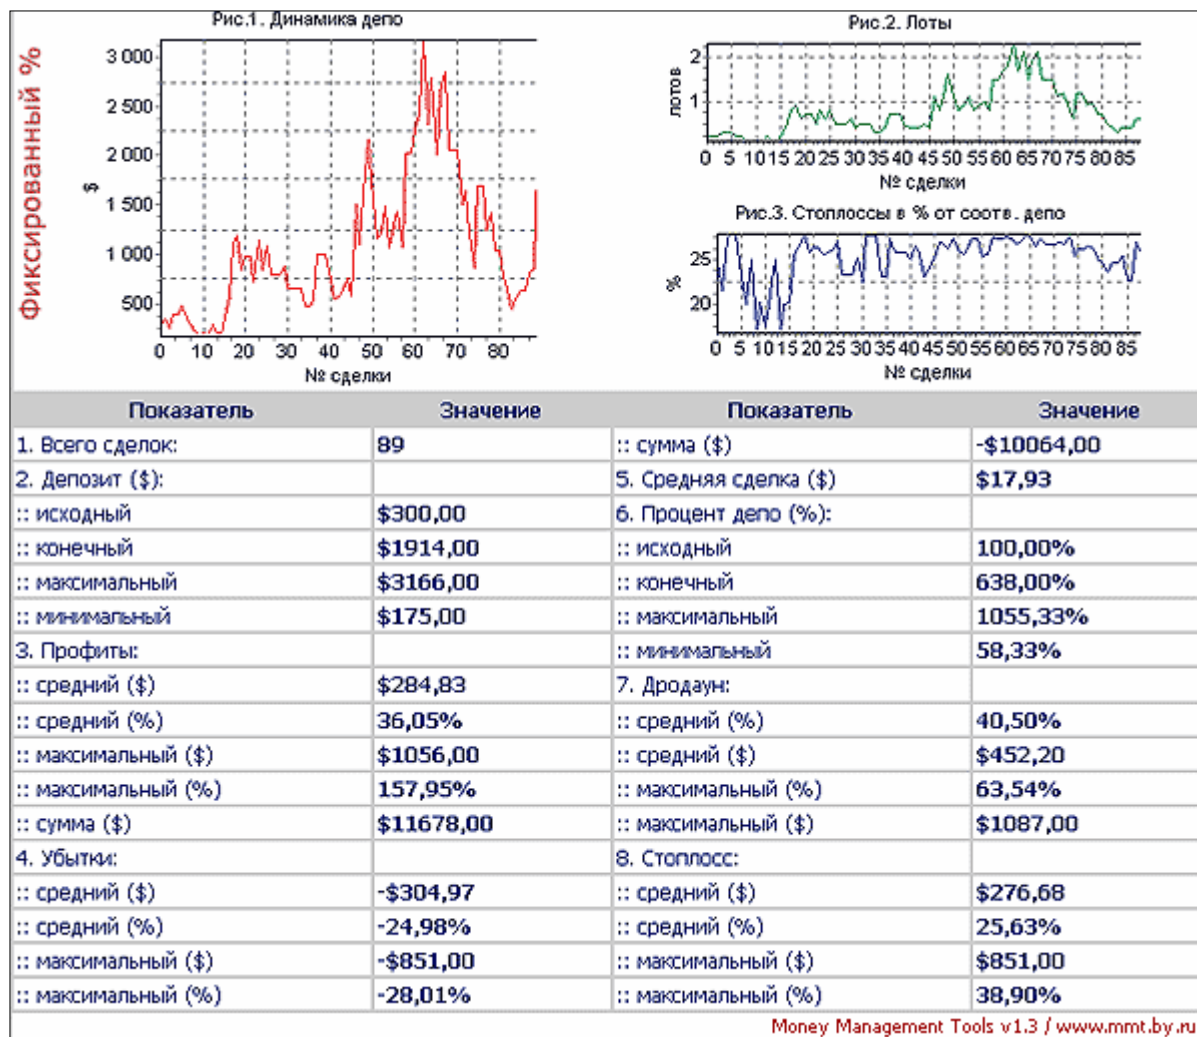 Рис.1. Динамика депо
Фиксированный %
$
3 000
2 500
2 000
1 500
1 000
500
0 10 20 30 40 50 60 70 80
№ сделки
Рис.2. Лоты
лотов
2
1
0 5 10 15 20 25 30 35 40 45 50 55 60 65 70 75 80 85
№ сделки
Рис.3. Стоплоссы в % от соотв. депо
%
25
20
0 5 10 15 20 25 30 35 40 45 50 55 60 65 70 75 80 85
№ сделки
Показатель Значение Показатель Значение
1. Всего сделок: 89 :: сумма ($) -$10064,00
2. Депозит ($): 5. Средняя сделка ($) $17,93
:: исходный $300,00 6. Процент депо (%):
:: конечный $1914,00 :: исходный 100,00%
:: максимальный $3166,00 :: конечный 638,00%
:: минимальный $175,00 :: максимальный 1055,33%
3. Профиты: :: минимальный 58,33%
:: средний ($) $284,83 7. Дродаун:
:: средний (%) 36,05% :: средний (%) 40,50%
:: максимальный ($) $1056,00 :: средний ($) $452,20
:: максимальный (%) 157,95% :: максимальный (%) 63,54%
:: сумма ($) $11678,00 :: максимальный ($) $1087,00
4. Убытки: 8. Стоплосс:
:: средний ($) -$304,97 :: средний ($) $276,68
:: средний (%) -24,98% :: средний (%) 25,63%
:: максимальный ($) -$851,00 :: максимальный ($) $851,00
:: максимальный (%) -28,01% :: максимальный (%) 38,90%
Money Management Tools v1.3 / www.mmt.by.ru